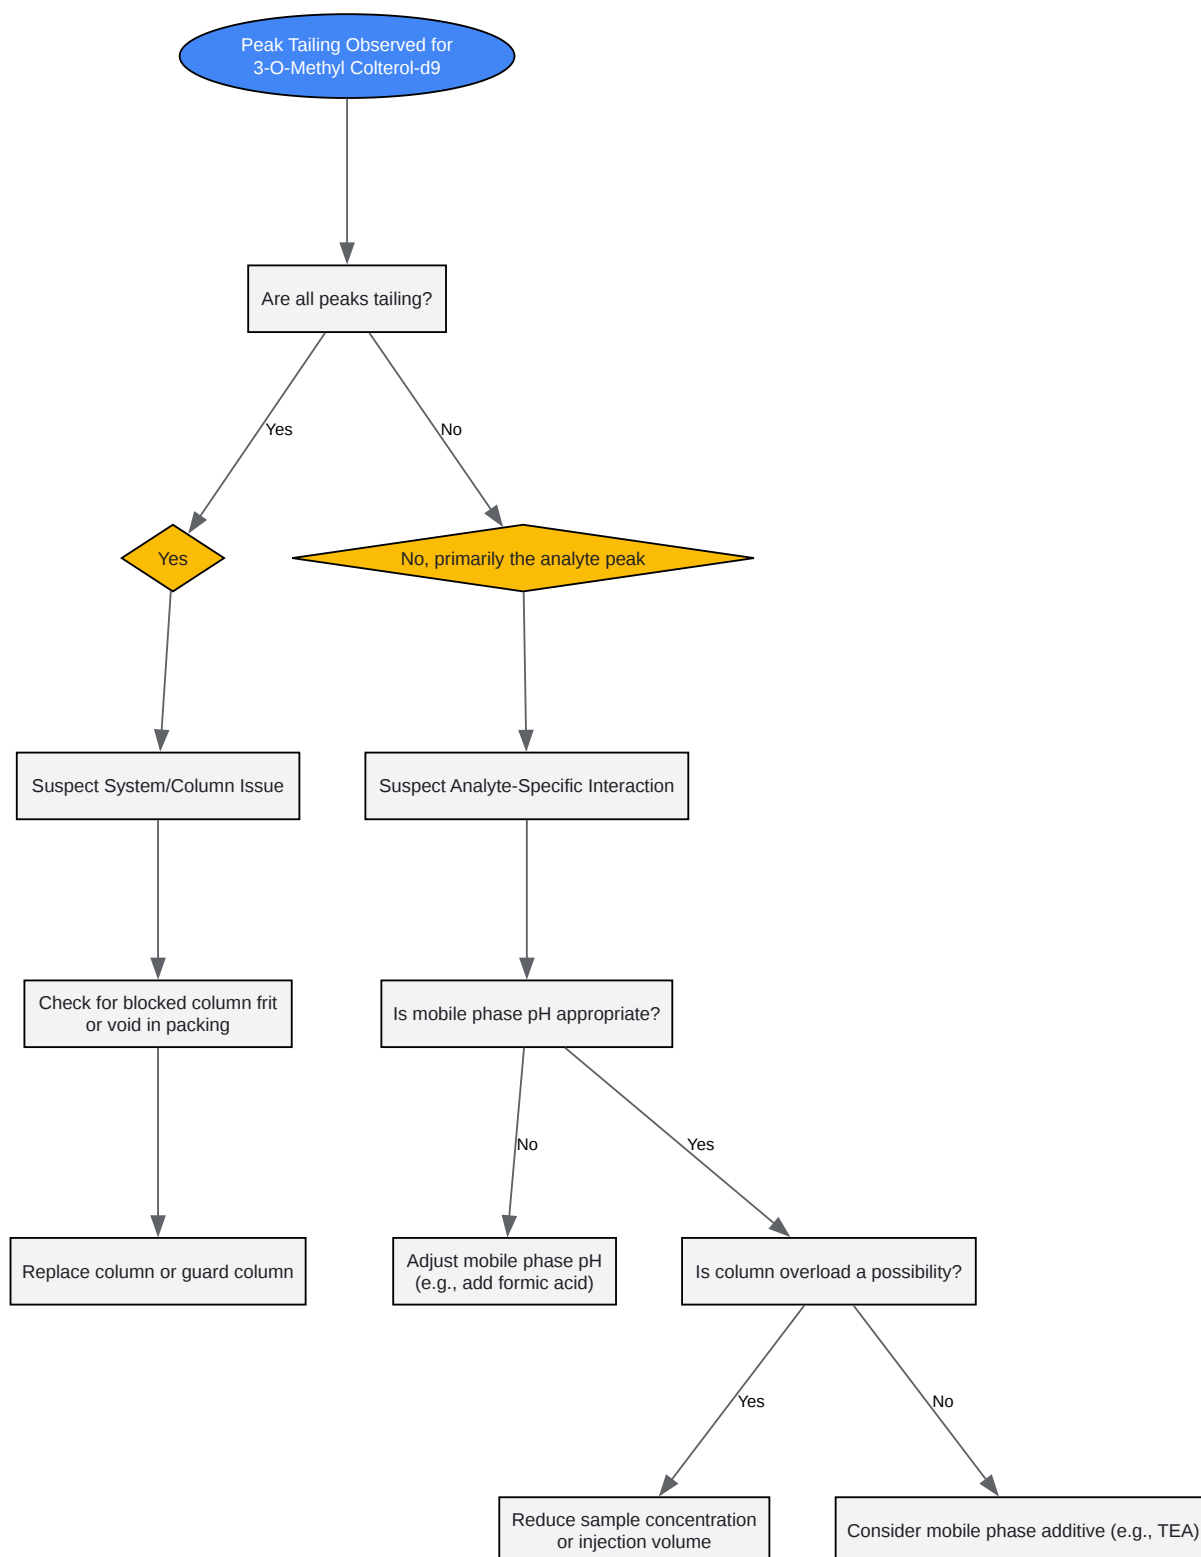 Peak Tailing Observed for
3-O-Methyl Colterol-d9
Are all peaks tailing?
Yes
No
Yes
No, primarily the analyte peak
Suspect System/Column Issue
Suspect Analyte-Specific Interaction
Check for blocked column frit
or void in packing
Is mobile phase pH appropriate?
No
Yes
Replace column or guard column
Adjust mobile phase pH
(e.g., add formic acid)
Is column overload a possibility?
Yes
No
Reduce sample concentration
or injection volume
Consider mobile phase additive (e.g., TEA)